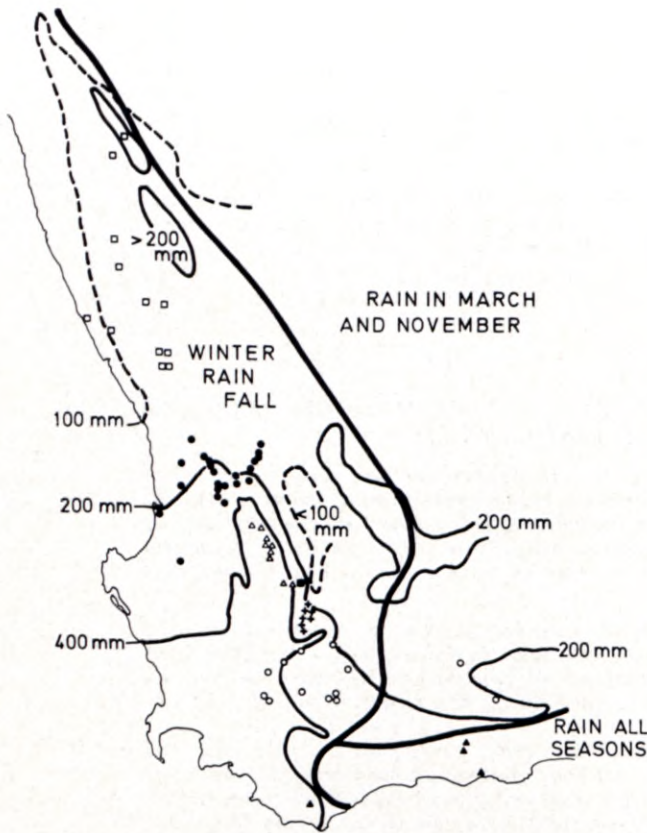 >200
mm
RAIN IN MARCH
AND NOVEMBER
WINTER
RAIN
FALL
100 mm
200 mm
<100
mm
200 mm
400 mm
200 mm
RAIN ALL
SEASONS